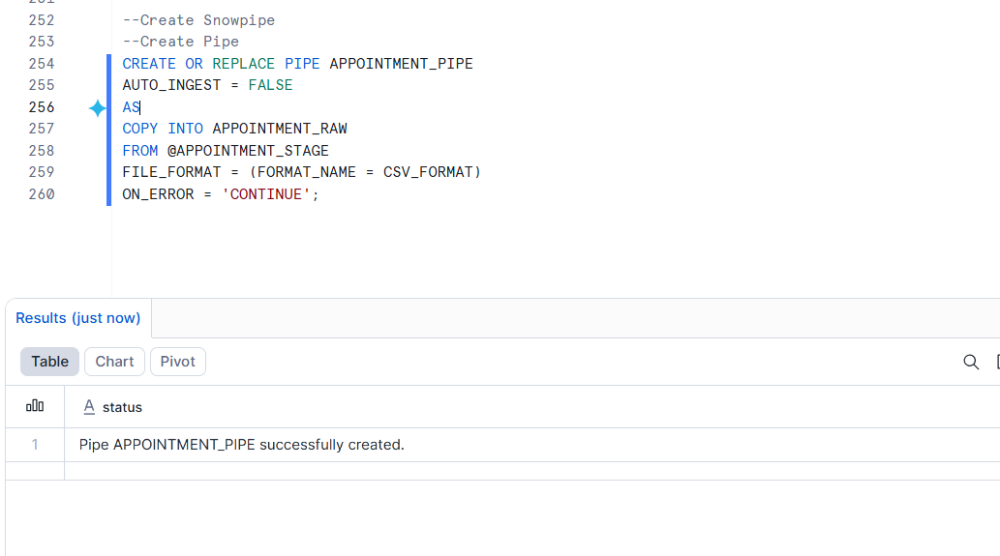 251
252 --Create Snowpipe
253 --Create Pipe
254 CREATE OR REPLACE PIPE APPOINTMENT_PIPE
255 AUTO_INGEST = FALSE
256 AS
257 COPY INTO APPOINTMENT_RAW
258 FROM @APPOINTMENT_STAGE
259 FILE_FORMAT = (FORMAT_NAME = CSV_FORMAT)
260 ON_ERROR = 'CONTINUE';
Results (just now)
Table Chart Pivot
A status
1 Pipe APPOINTMENT_PIPE successfully created.